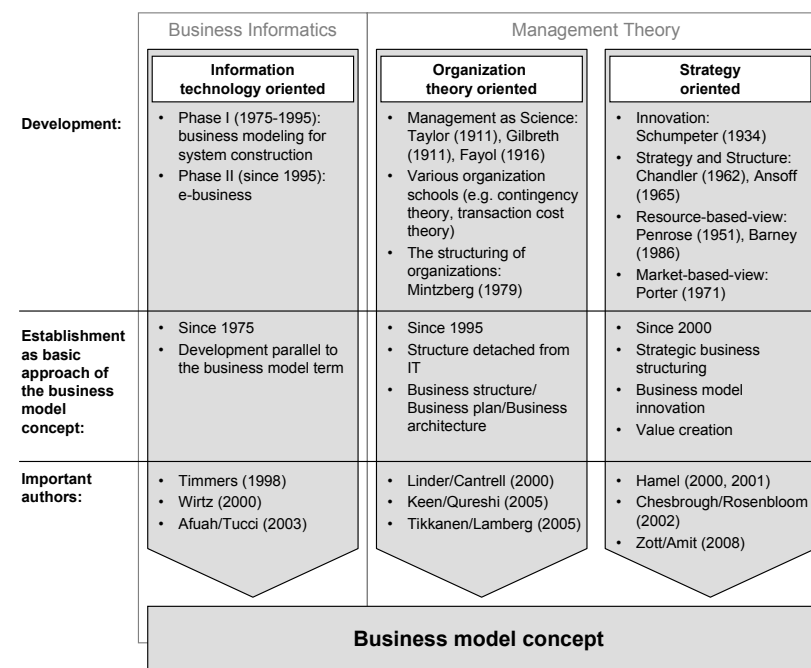 Business Informatics
Management Theory
Information
technology oriented
Organization
theory oriented
Strategy
oriented
Development:
• Phase I (1975-1995):
business modeling for
system construction
• Phase II (since 1995):
e-business
• Management as Science:
Taylor (1911), Gilbreth
(1911), Fayol (1916)
• Various organization
schools (e.g. contingency
theory, transaction cost
theory)
• The structuring of
organizations:
Mintzberg (1979)
• Innovation:
Schumpeter (1934)
• Strategy and Structure:
Chandler (1962), Ansoff
(1965)
• Resource-based-view:
Penrose (1951), Barney
(1986)
• Market-based-view:
Porter (1971)
Establishment
as basic
approach of
the business
model
concept:
• Since 1975
• Development parallel to
the business model term
• Since 1995
• Structure detached from
IT
• Business structure/
Business plan/Business
architecture
• Since 2000
• Strategic business
structuring
• Business model
innovation
• Value creation
Important
authors:
• Timmers (1998)
• Wirtz (2000)
• Afuah/Tucci (2003)
• Linder/Cantrell (2000)
• Keen/Qureshi (2005)
• Tikkanen/Lamberg (2005)
• Hamel (2000, 2001)
• Chesbrough/Rosenbloom
(2002)
• Zott/Amit (2008)
Business model concept